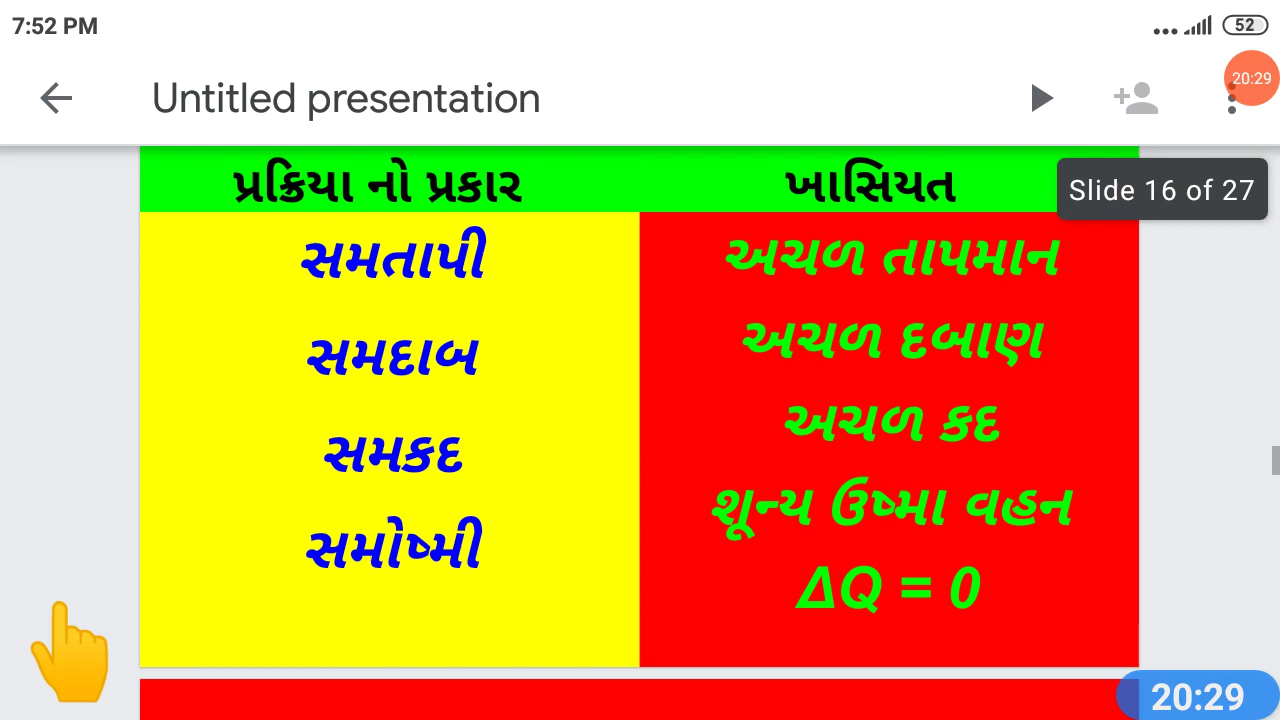 7:52 PM
52
Untitled presentation
20:29
પ્રક્રિયા નો પ્રકાર
ખાસિયત
Slide 16 of 27
સમતાપી
અચળ તાપમાન
સમદાબ
અચળ દબાણ
સમકદ
અચળ કદ
સમોષ્મી
શૂન્ય ઉષ્મા વહન
ΔQ = 0
20:29